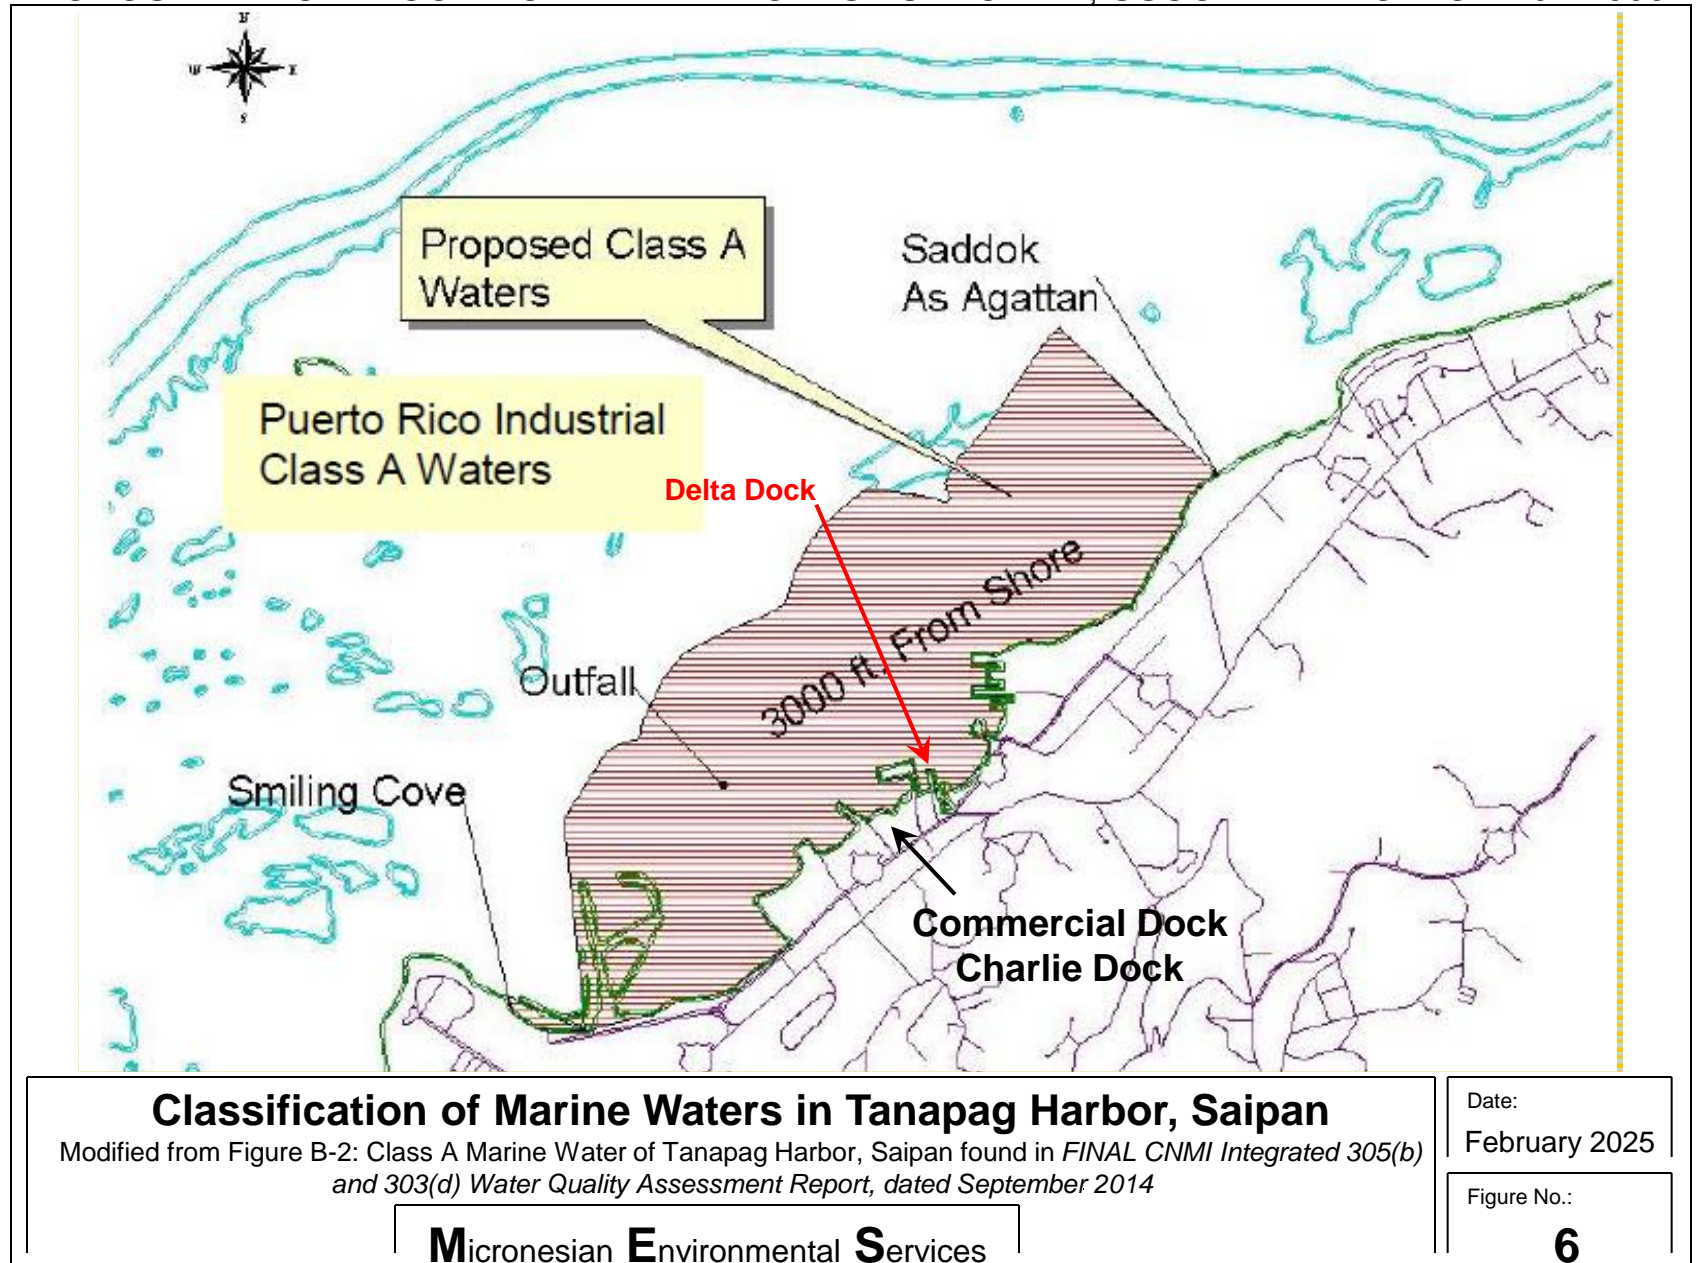 N
W E
S
Proposed Class A
Waters
Saddok
As Agattan
Puerto Rico Industrial
Class A Waters
Delta Dock
3000 ft. From Shore
Outfall
Smiling Cove
Commercial Dock
Charlie Dock
Classification of Marine Waters in Tanapag Harbor, Saipan
Modified from Figure B-2: Class A Marine Water of Tanapag Harbor, Saipan found in FINAL CNMI Integrated 305(b)
and 303(d) Water Quality Assessment Report, dated September 2014
Micronesian Environmental Services
Date:
February 2025
Figure No.:
6